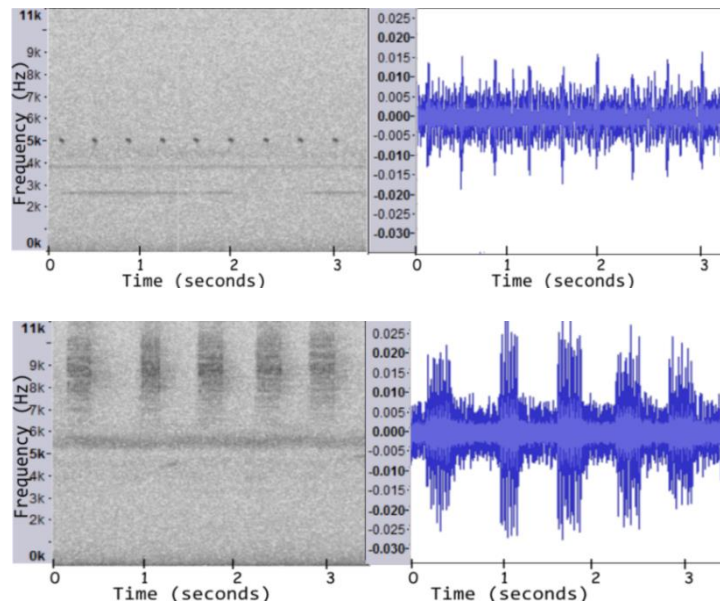 Frequency (Hz)
11k
9k
8k
7k
6k
5k
4k
3k
2k
0k
0 1 2 3
Time (seconds)
0.025
0.020
0.015
0.010
0.005
0.000
-0.005
-0.010
-0.015
-0.020
-0.025
-0.030
0 1 2 3
Time (seconds)
Frequency (Hz)
11k
9k
8k
7k
6k
5k
4k
3k
2k
0k
0 1 2 3
Time (seconds)
0.025
0.020
0.015
0.010
0.005
0.000
-0.005
-0.010
-0.015
-0.020
-0.025
-0.030
0 1 2 3
Time (seconds)